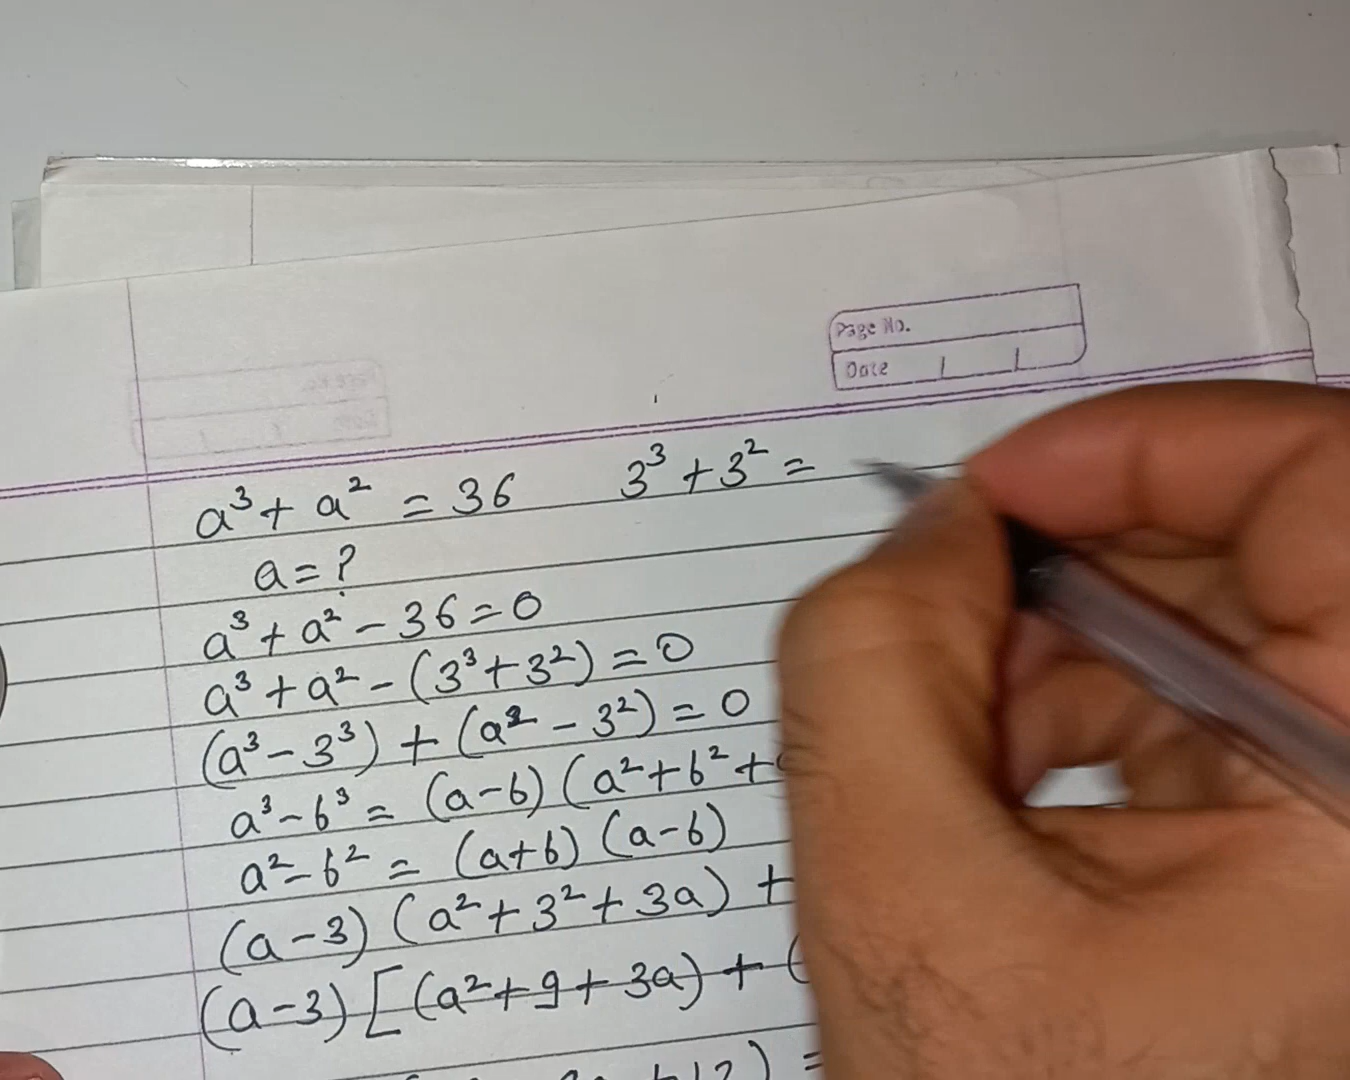 Page No.
Date
a³ + a² = 36 3³ + 3² =
a = ?
a³ + a² - 36 = 0
a³ + a² - (3³ + 3²) = 0
(a³ - 3³) + (a² - 3²) = 0
a³ - b³ = (a - b) (a² + b² +
a² - b² = (a + b) (a - b)
(a - 3) (a² + 3² + 3a) +
(a - 3) [(a² + 9 + 3a) + (